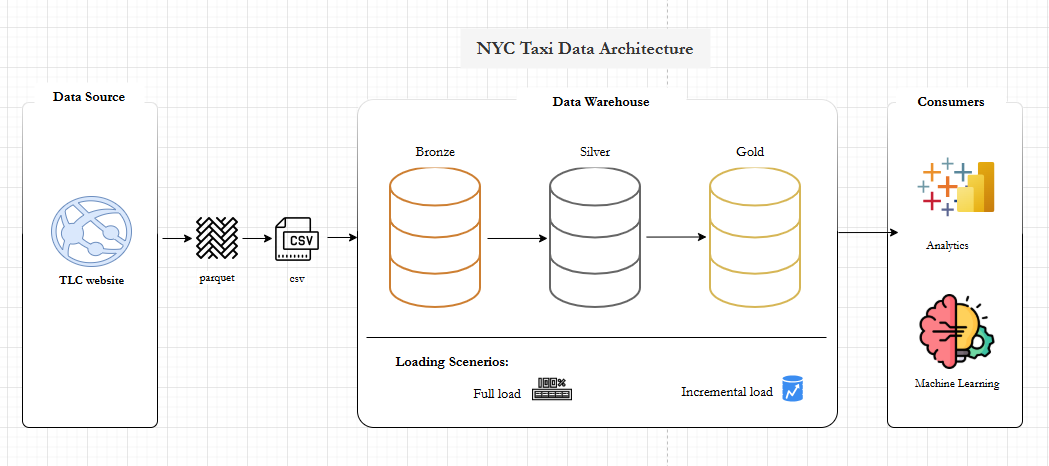 NYC Taxi Data Architecture
Data Source
TLC website
parquet
CSV
csv
Data Warehouse
Bronze
Silver
Gold
Loading Scenerios:
Full load
100%
Incremental load
Consumers
Analytics
Machine Learning